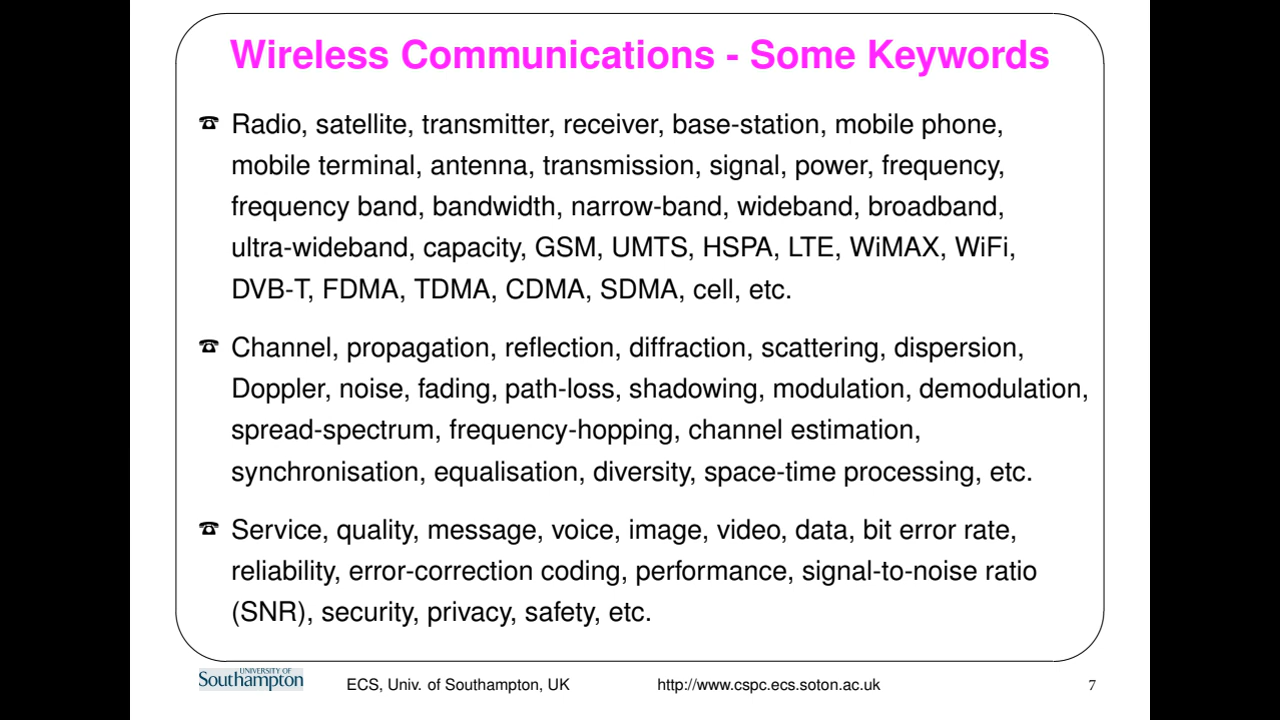 Wireless Communications - Some Keywords
☎ Radio, satellite, transmitter, receiver, base-station, mobile phone,
mobile terminal, antenna, transmission, signal, power, frequency,
frequency band, bandwidth, narrow-band, wideband, broadband,
ultra-wideband, capacity, GSM, UMTS, HSPA, LTE, WiMAX, WiFi,
DVB-T, FDMA, TDMA, CDMA, SDMA, cell, etc.
☎ Channel, propagation, reflection, diffraction, scattering, dispersion,
Doppler, noise, fading, path-loss, shadowing, modulation, demodulation,
spread-spectrum, frequency-hopping, channel estimation,
synchronisation, equalisation, diversity, space-time processing, etc.
☎ Service, quality, message, voice, image, video, data, bit error rate,
reliability, error-correction coding, performance, signal-to-noise ratio
(SNR), security, privacy, safety, etc.
UNIVERSITY OF
Southampton
ECS, Univ. of Southampton, UK http://www.cspc.ecs.soton.ac.uk 7